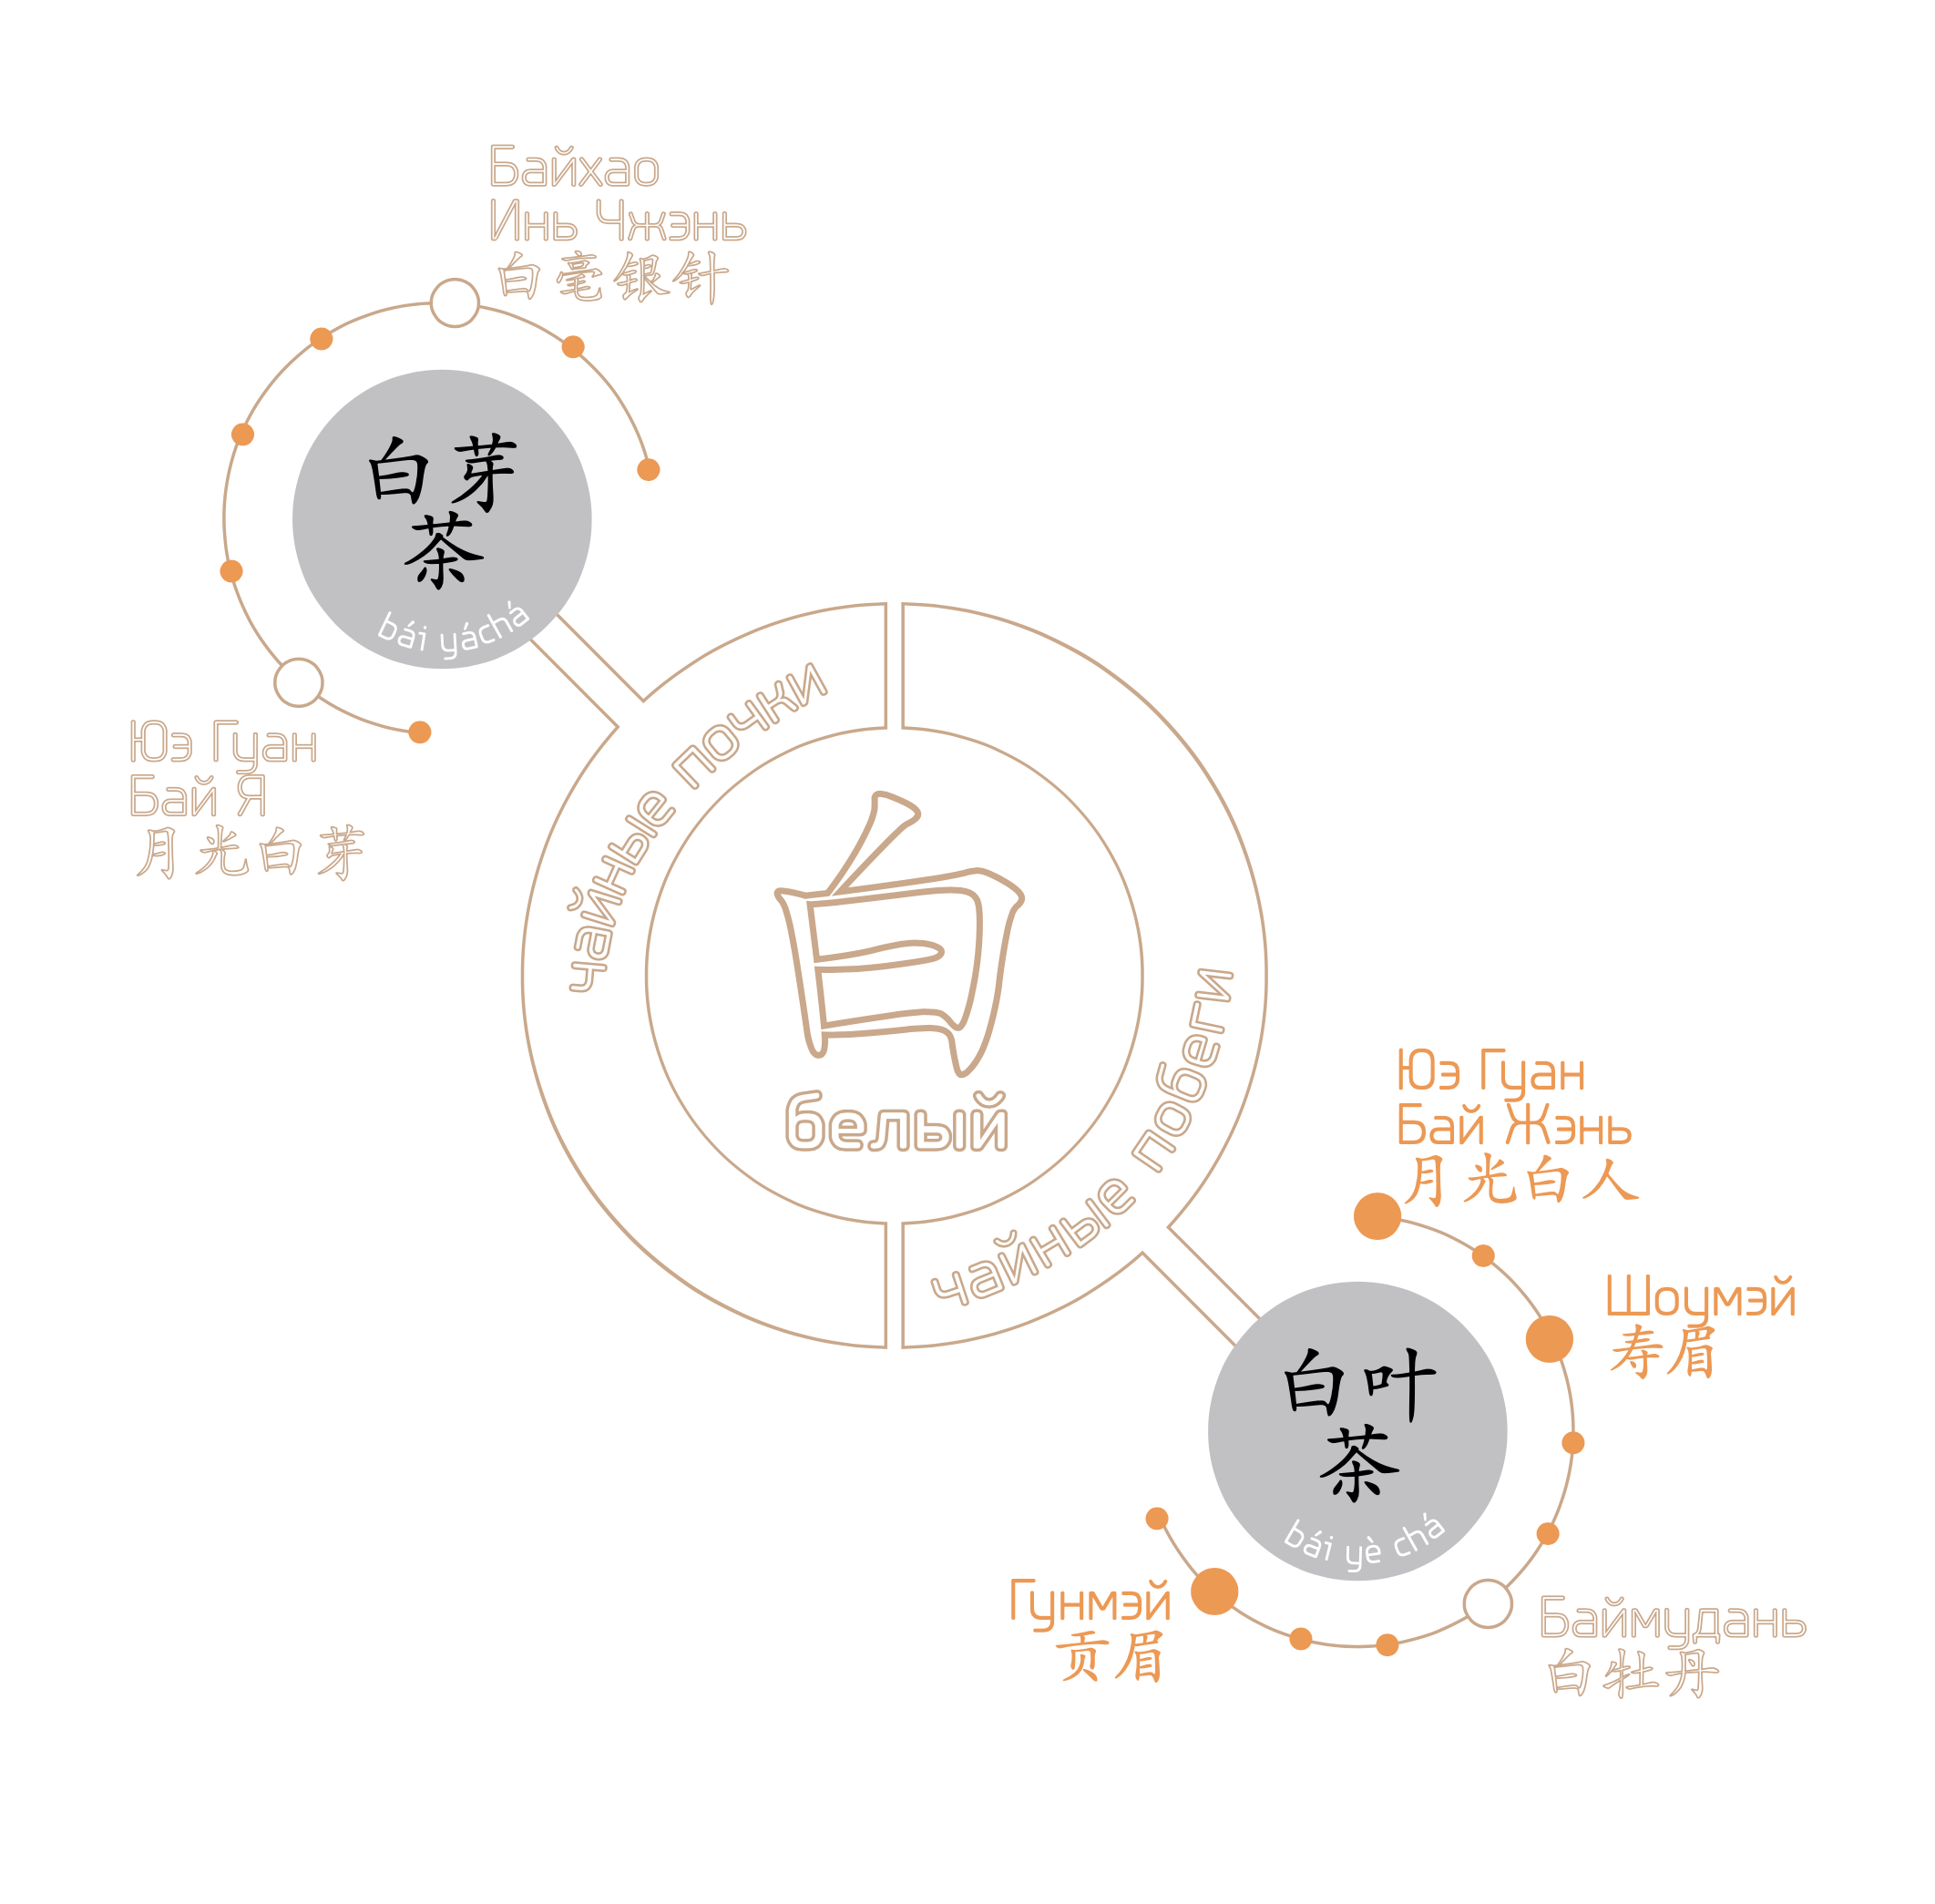 Байхао
Инь Чжэнь
白毫银针
白芽
茶
bái yáchá
Юэ Гуан
Бай Я
月光白芽
чайные почки
白
белый
чайные побеги
Юэ Гуан
Бай Жэнь
月光白人
Шоумэй
寿眉
白叶
茶
bái yè chá
Гунмэй
贡眉
Баймудань
白牡丹